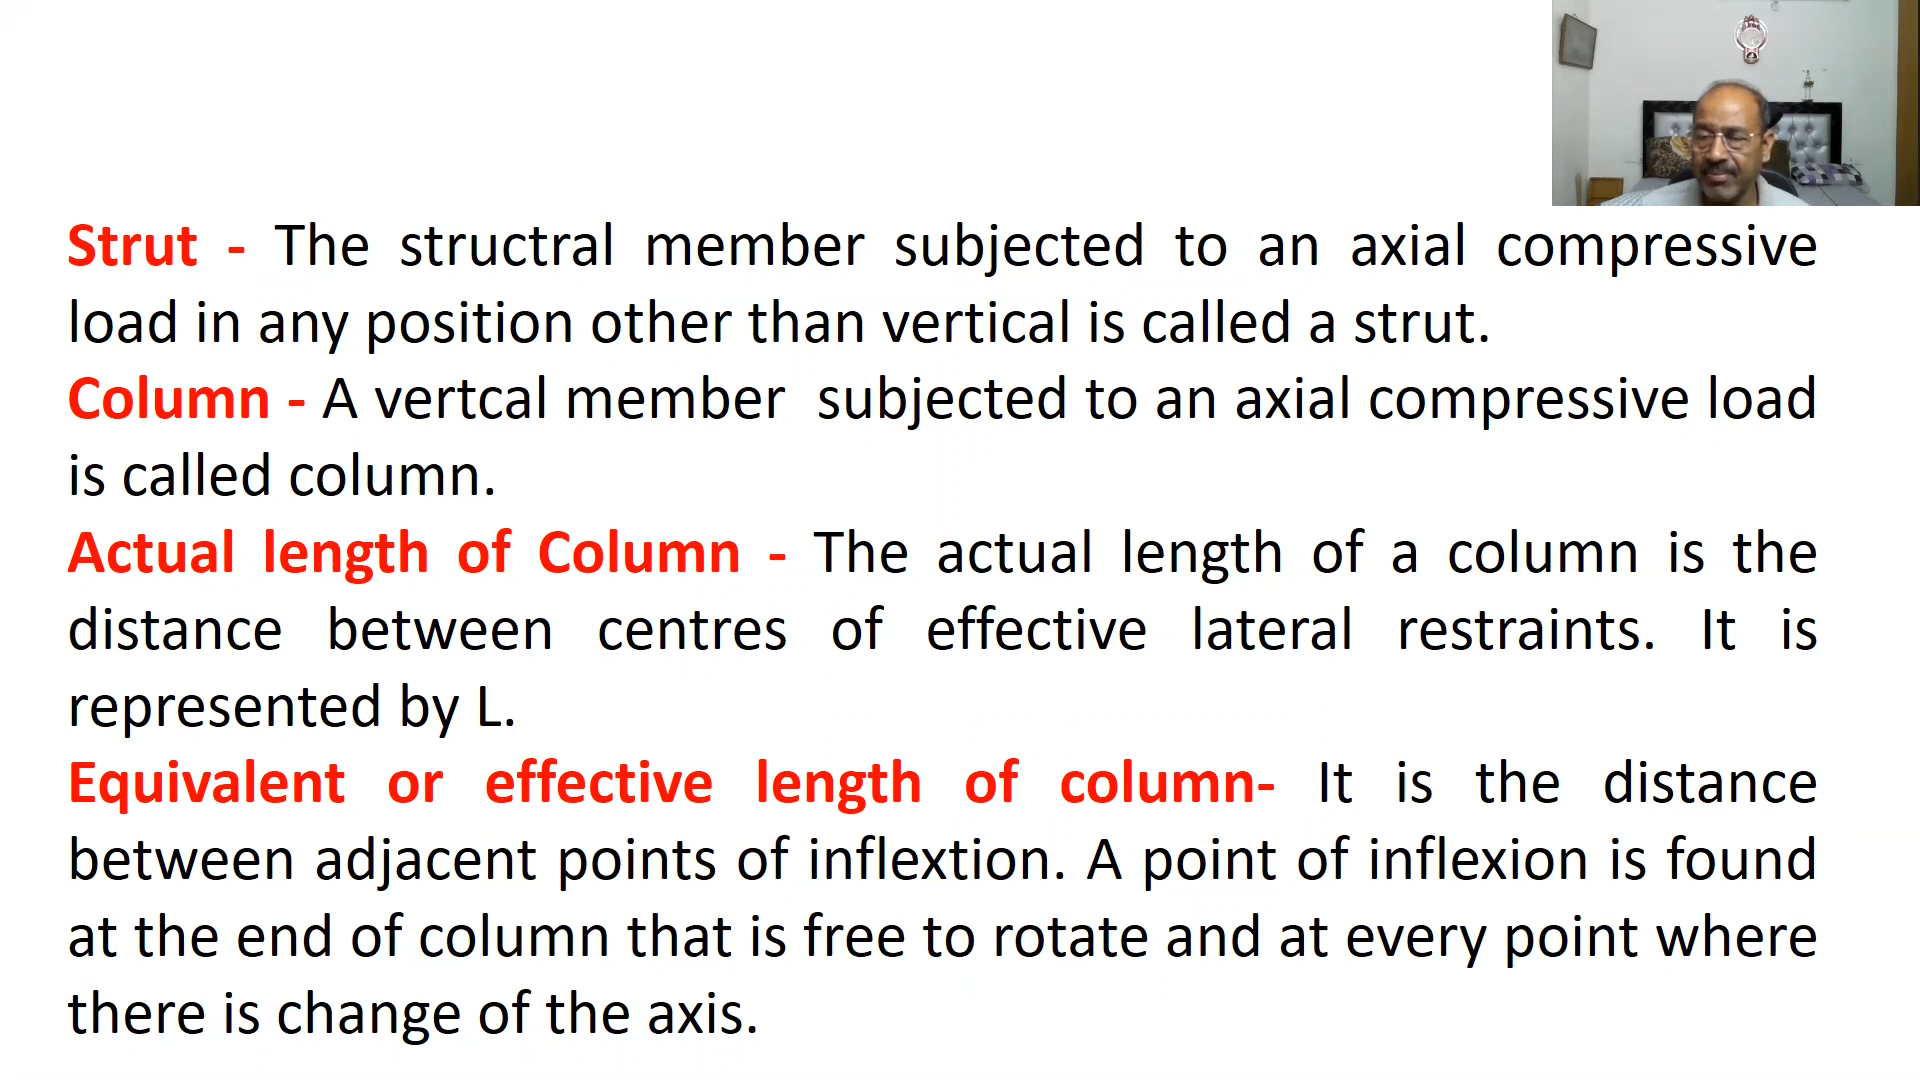 Strut - The structral member subjected to an axial compressive
load in any position other than vertical is called a strut.
Column - A vertcal member subjected to an axial compressive load
is called column.
Actual length of Column - The actual length of a column is the
distance between centres of effective lateral restraints. It is
represented by L.
Equivalent or effective length of column- It is the distance
between adjacent points of inflextion. A point of inflexion is found
at the end of column that is free to rotate and at every point where
there is change of the axis.